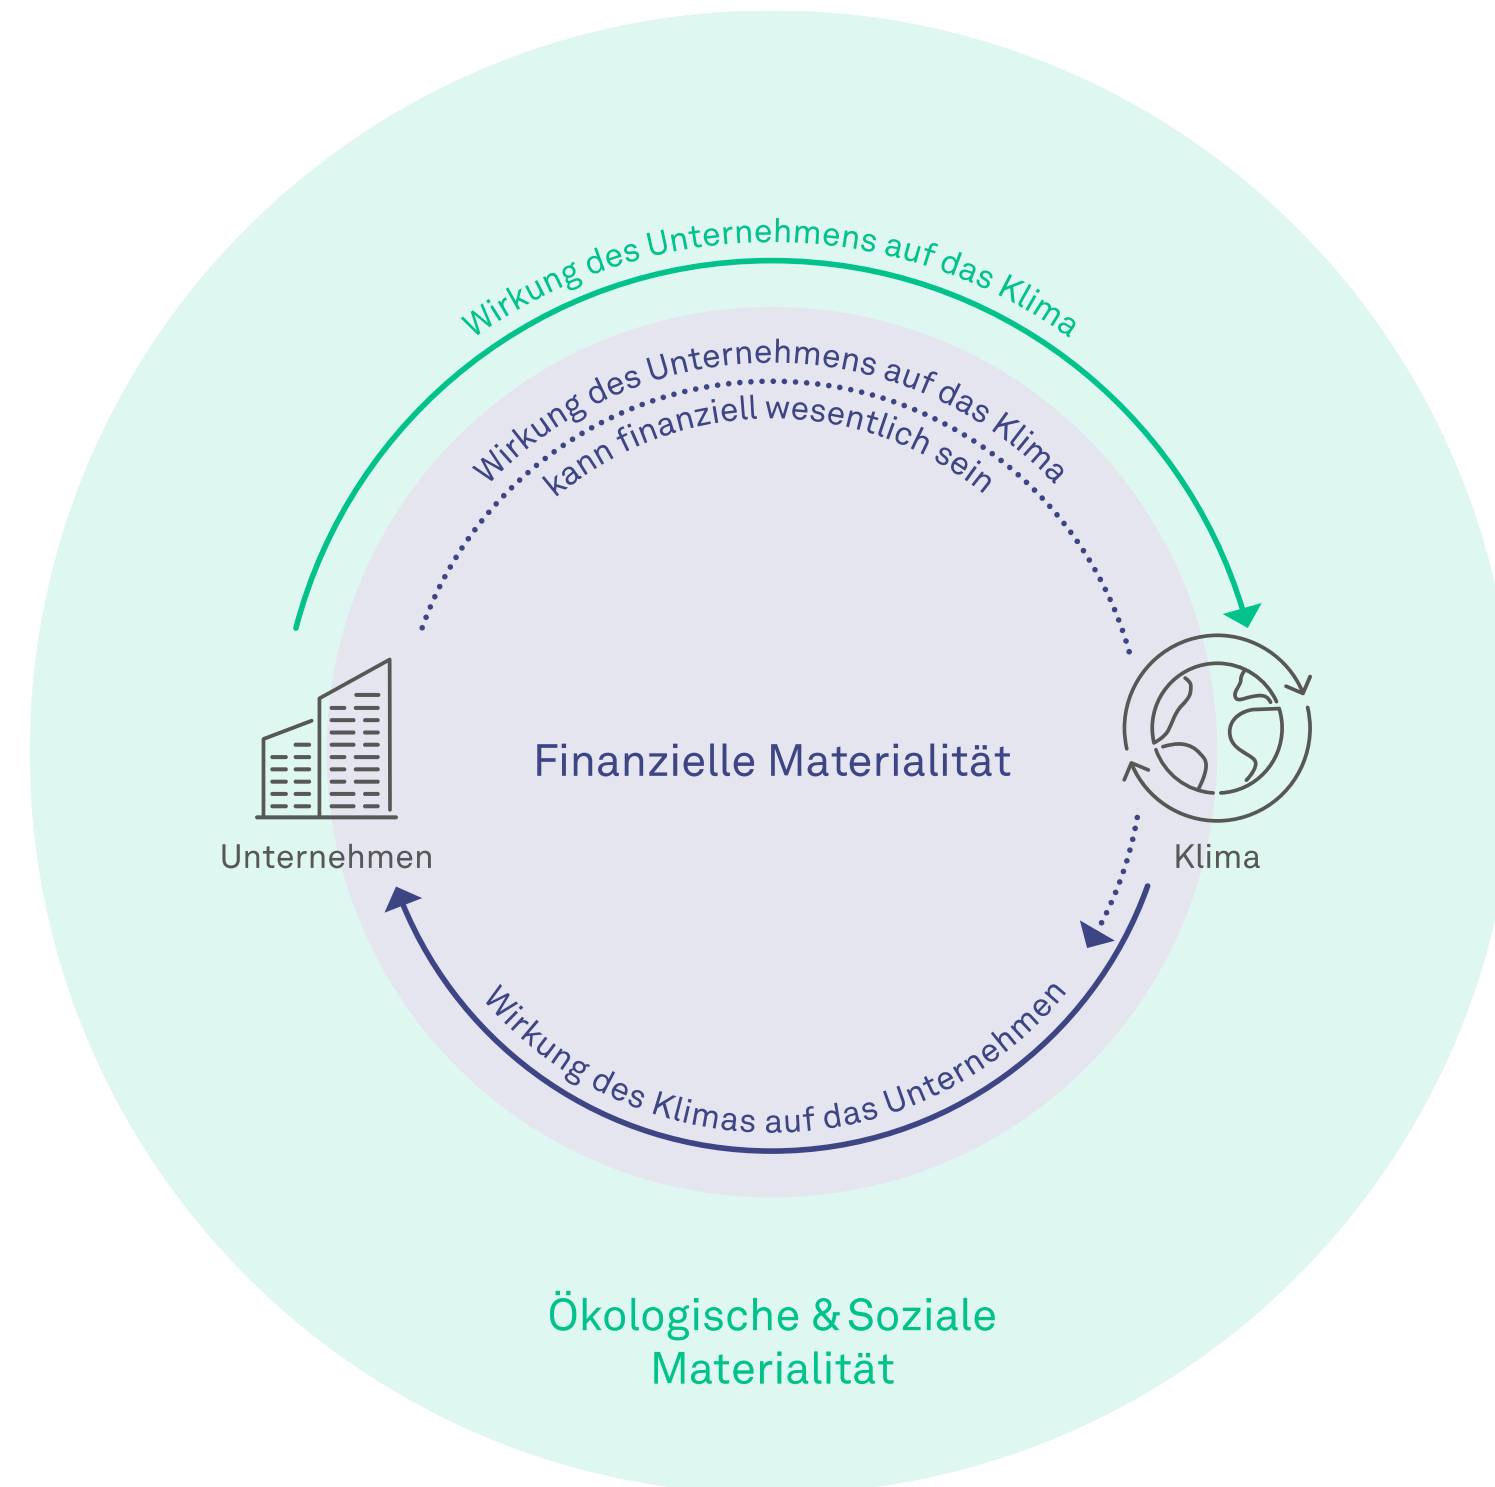 Wirkung des Unternehmens auf das Klima
Wirkung des Unternehmens auf das Klima
kann finanziell wesentlich sein
Finanzielle Materialität
Unternehmen
Klima
Wirkung des Klimas auf das Unternehmen
Ökologische & Soziale
Materialität